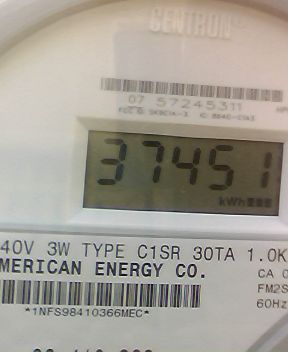 CENTRON
07 57245311
37451
kWh
40V 3W TYPE C1SR 30TA 1.0K
MERICAN ENERGY CO.
CA 0
FM2S
60Hz
*1NFS98410366MEC*